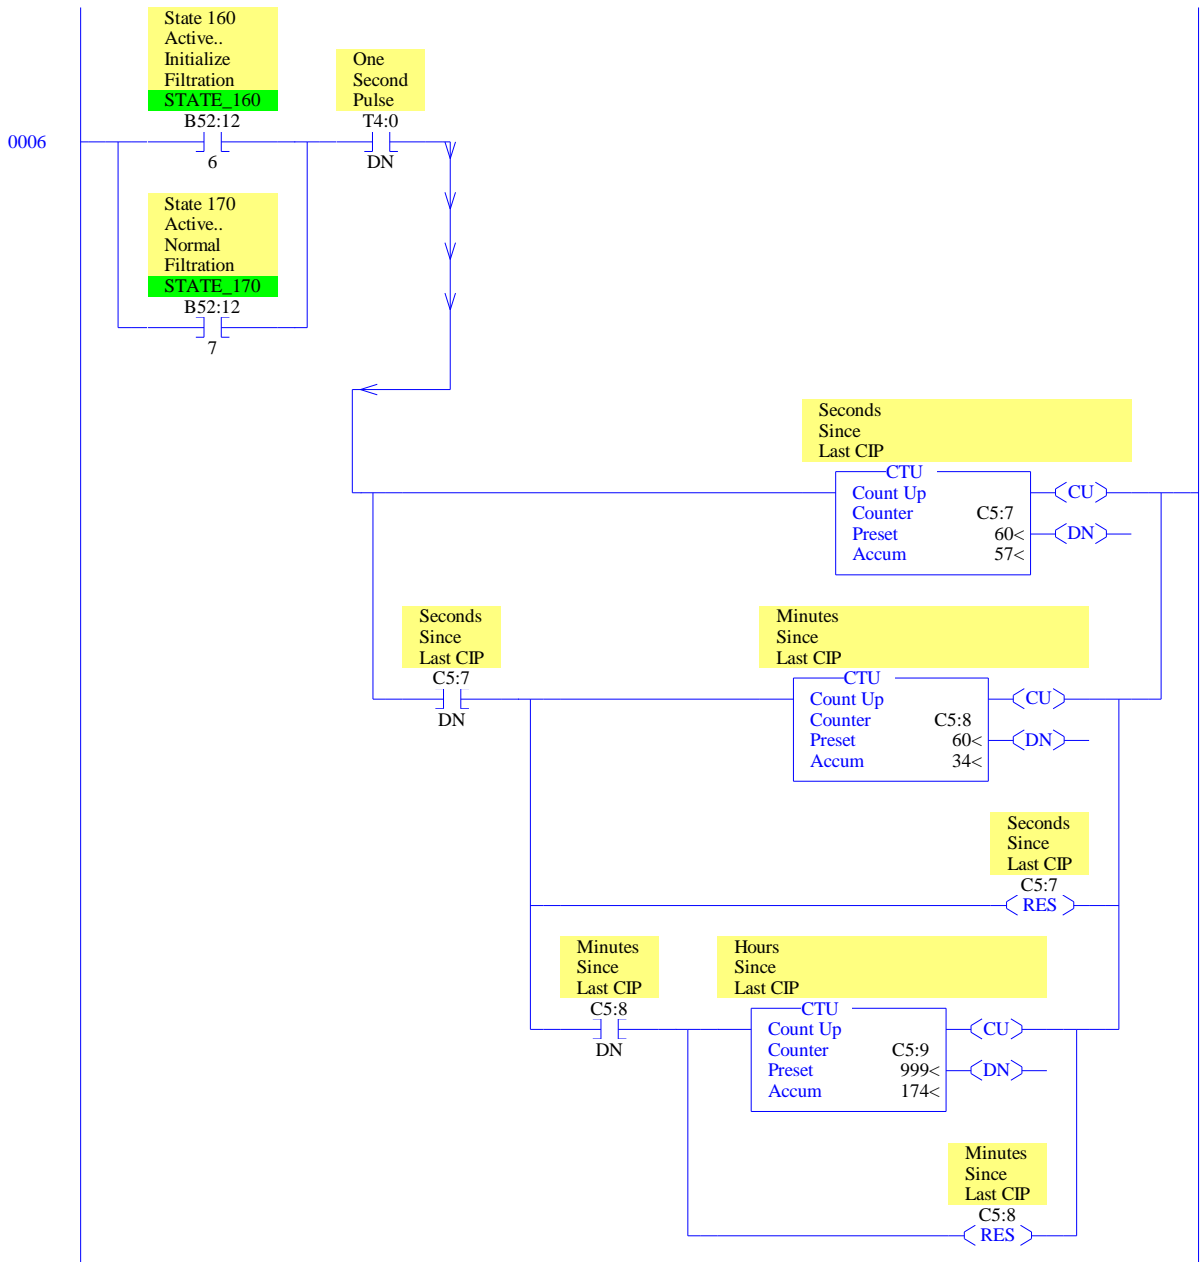 State 160
Active..
Initialize
Filtration
STATE_160
B52:12
6
One
Second
Pulse
T4:0
DN
0006
State 170
Active..
Normal
Filtration
STATE_170
B52:12
7
Seconds
Since
Last CIP
CTU
Count Up
Counter C5:7
Preset 60<
Accum 57<
CU
DN
Seconds
Since
Last CIP
C5:7
DN
Minutes
Since
Last CIP
CTU
Count Up
Counter C5:8
Preset 60<
Accum 34<
CU
DN
Seconds
Since
Last CIP
C5:7
RES
Minutes
Since
Last CIP
C5:8
DN
Hours
Since
Last CIP
CTU
Count Up
Counter C5:9
Preset 999<
Accum 174<
CU
DN
Minutes
Since
Last CIP
C5:8
RES